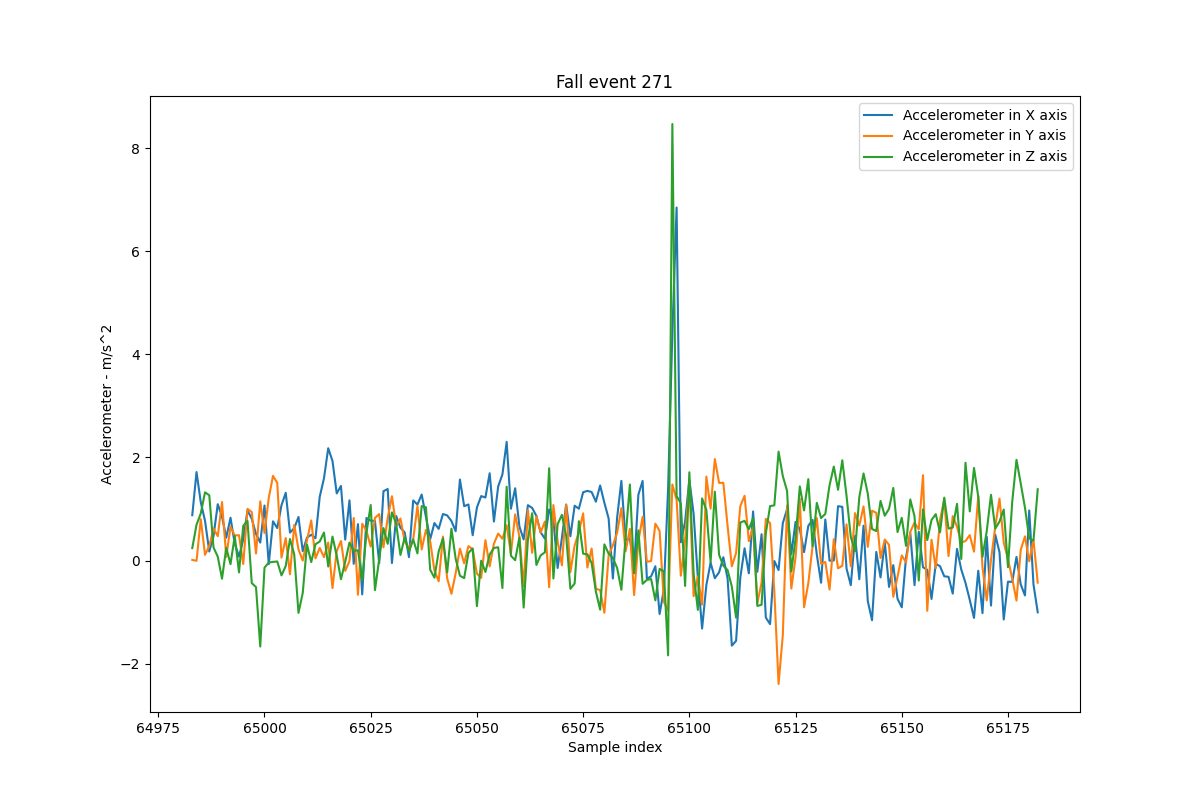 Fall event 271
Accelerometer in X axis
Accelerometer in Y axis
Accelerometer in Z axis
8
6
4
2
0
−2
Accelerometer - m/s^2
64975 65000 65025 65050 65075 65100 65125 65150 65175
Sample index